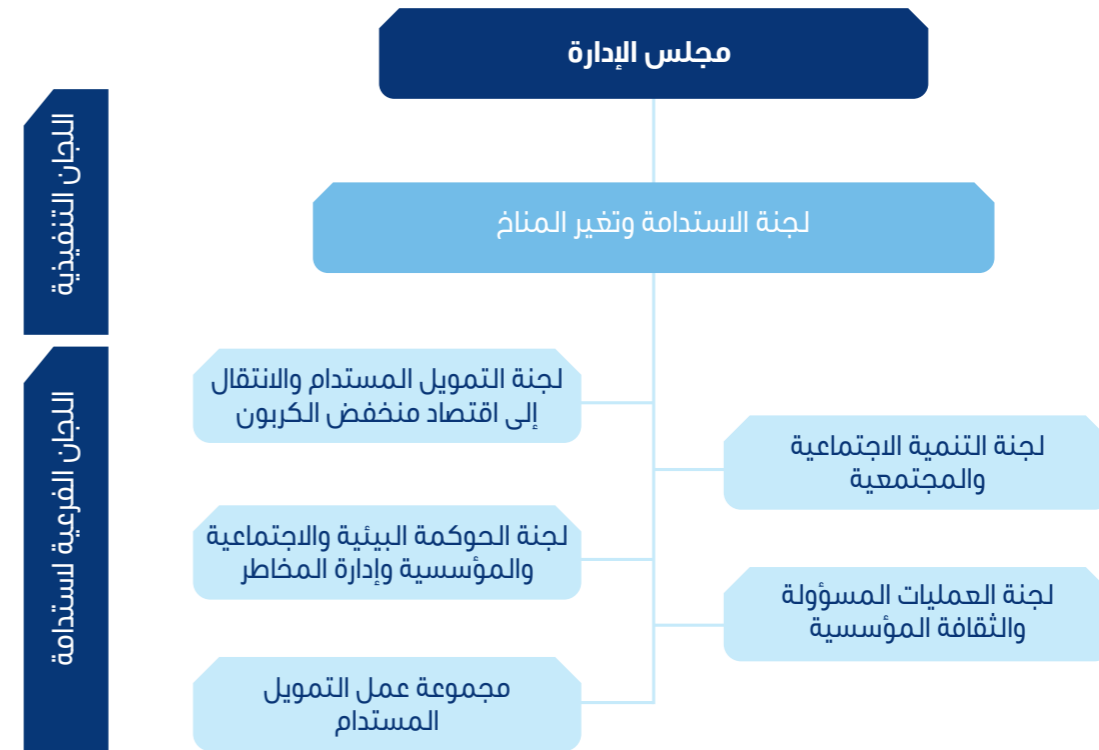 مجلس الإدارة
اللجان التنفيذية
لجنة الاستدامة وتغير المناخ
اللجان الفرعية لاستدامة
لجنة التمويل المستدام والانتقال
إلى اقتصاد منخفض الكربون
لجنة التنمية الاجتماعية
والمجتمعية
لجنة الحوكمة البيئية والاجتماعية
والمؤسسية وإدارة المخاطر
لجنة العمليات المسؤولة
والثقافة المؤسسية
مجموعة عمل التمويل
المستدام